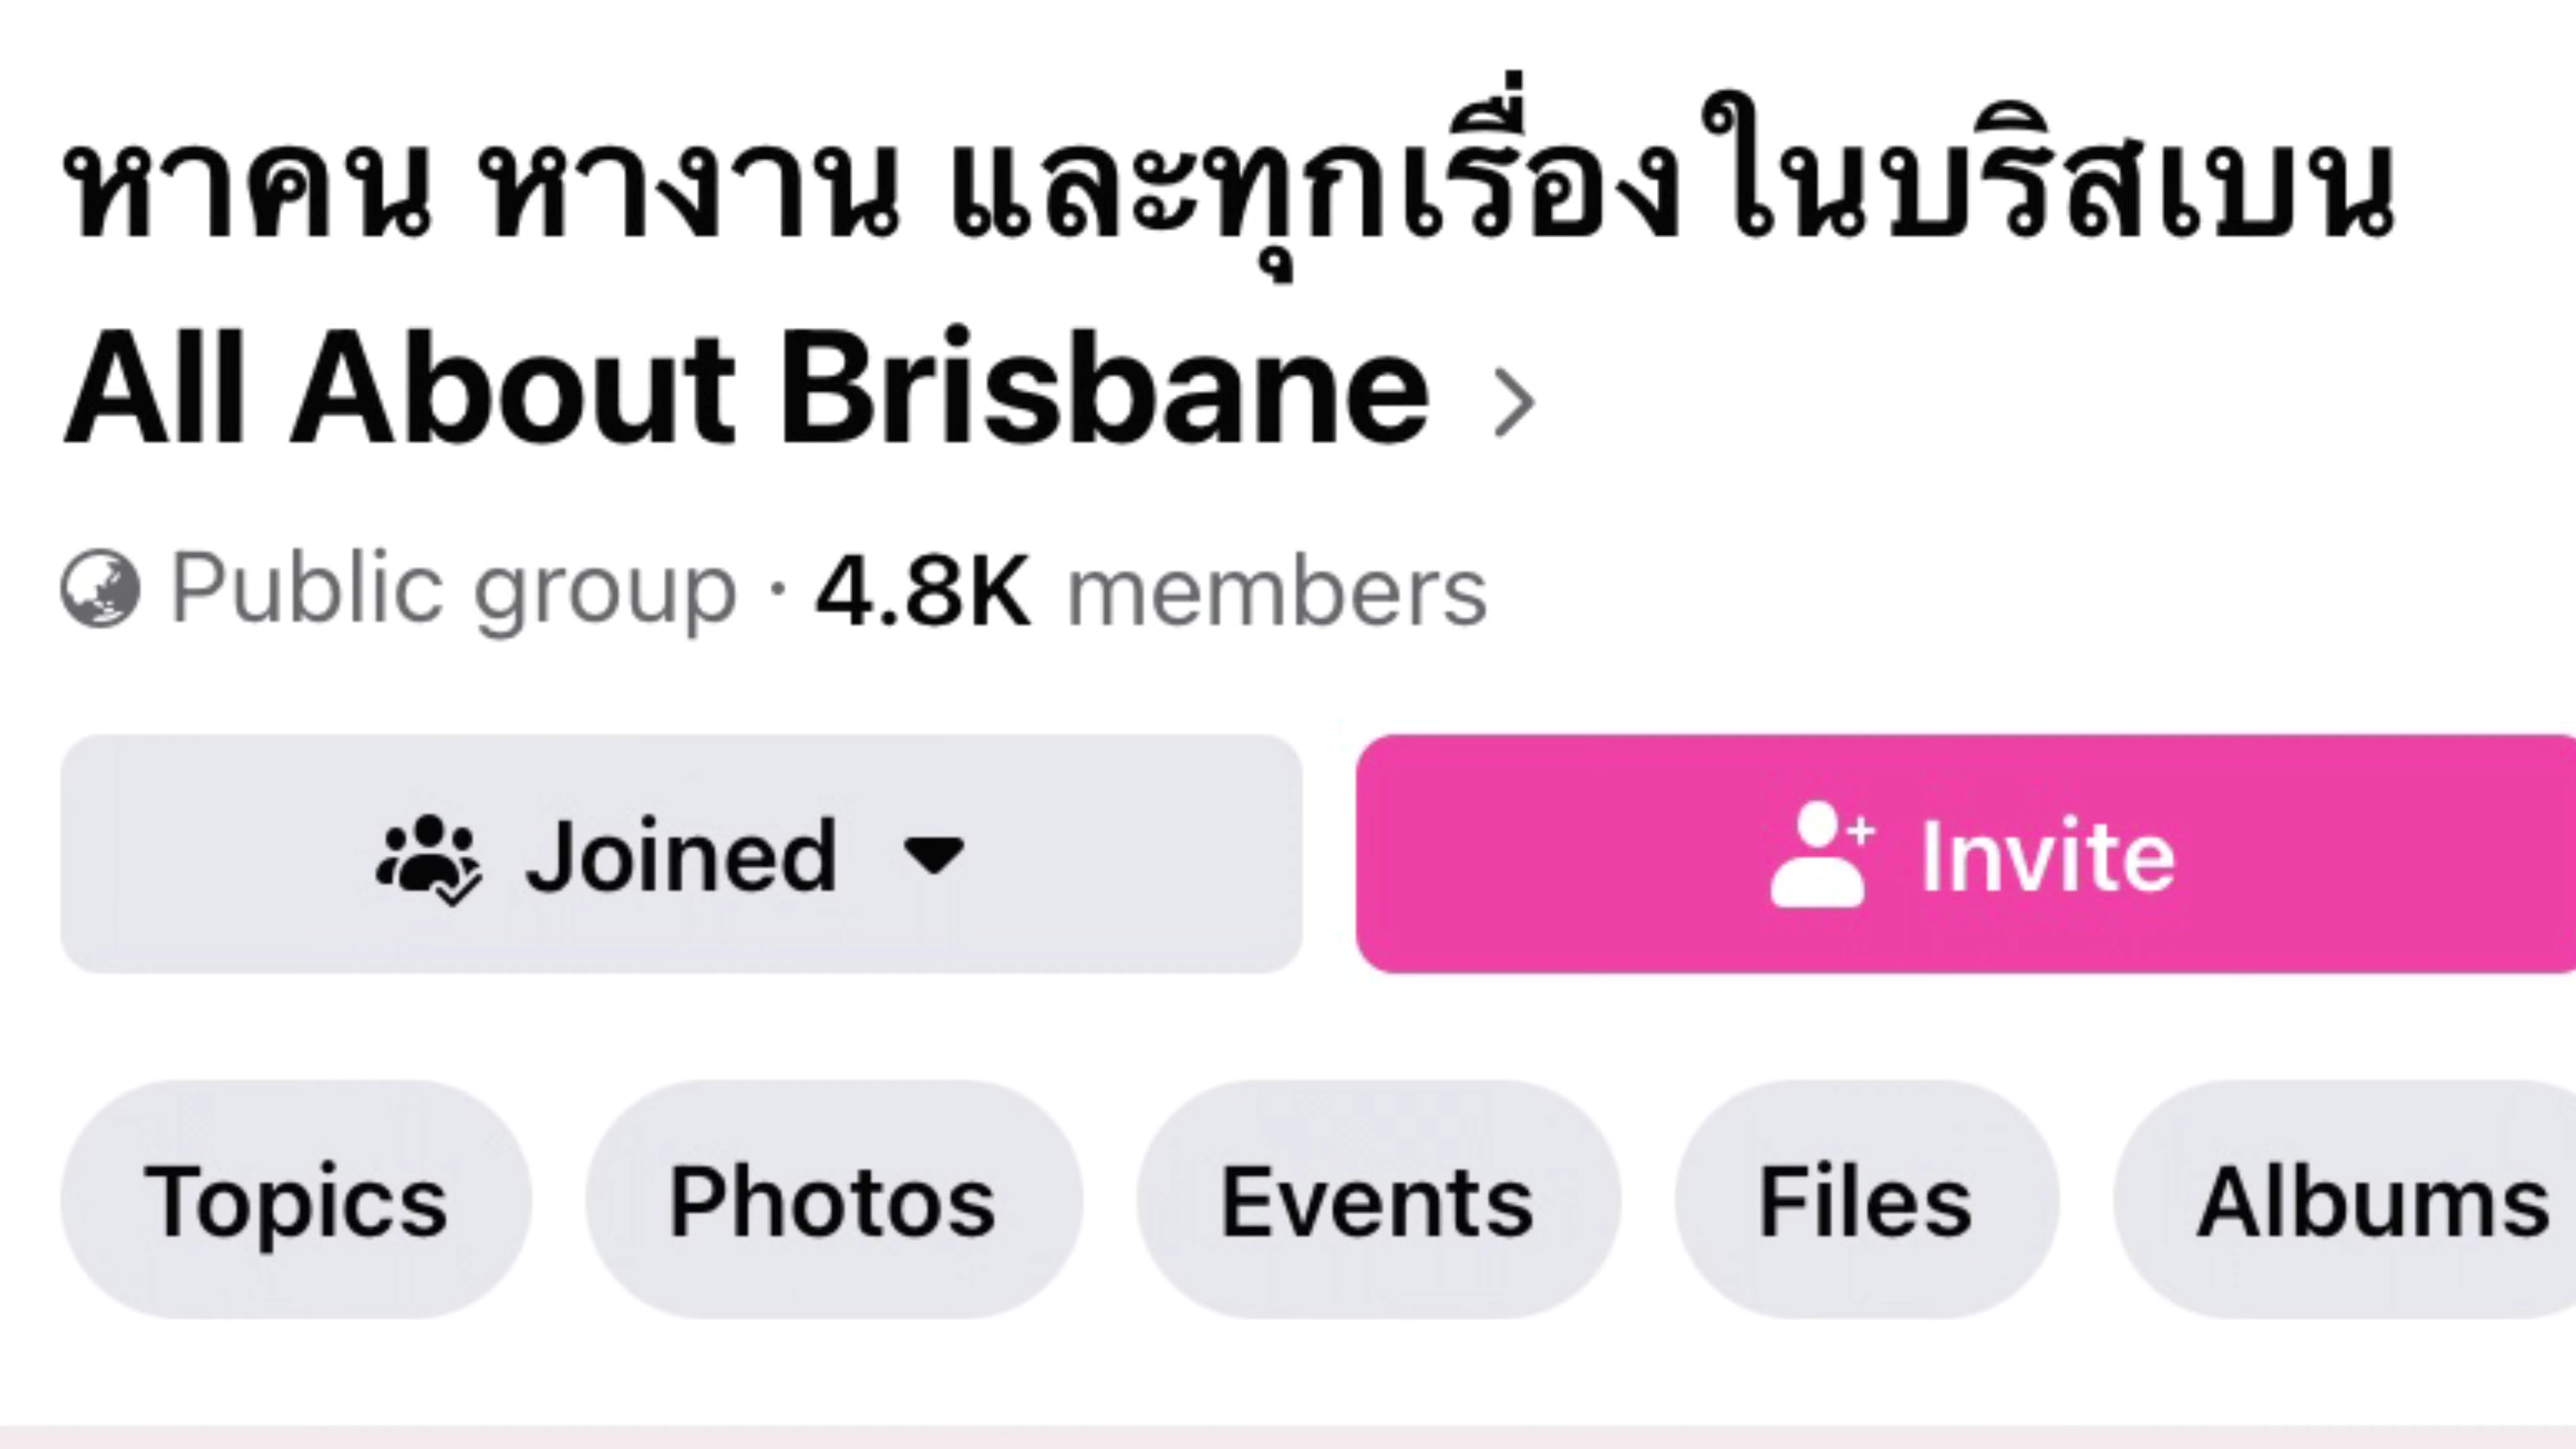 หาคน หางาน และทุกเรื่อง ในบริสเบน
All About Brisbane
Public group · 4.8K members
Joined Invite
Topics Photos Events Files Albums